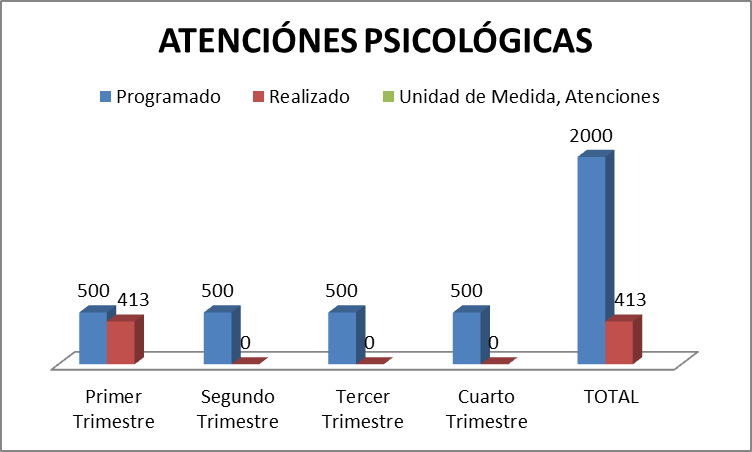 ATENCIÓNES PSICOLÓGICAS
Programado Realizado Unidad de Medida, Atenciones
2000
500 413 500 0 500 0 500 0 413
Primer Trimestre
Segundo Trimestre
Tercer Trimestre
Cuarto Trimestre
TOTAL